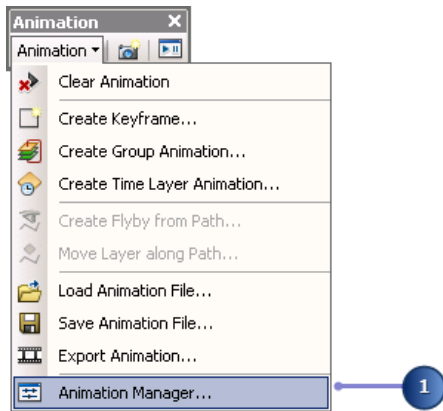 Animation
Animation
Clear Animation
Create Keyframe...
Create Group Animation...
Create Time Layer Animation...
Create Flyby from Path...
Move Layer along Path...
Load Animation File...
Save Animation File...
Export Animation...
Animation Manager...
1